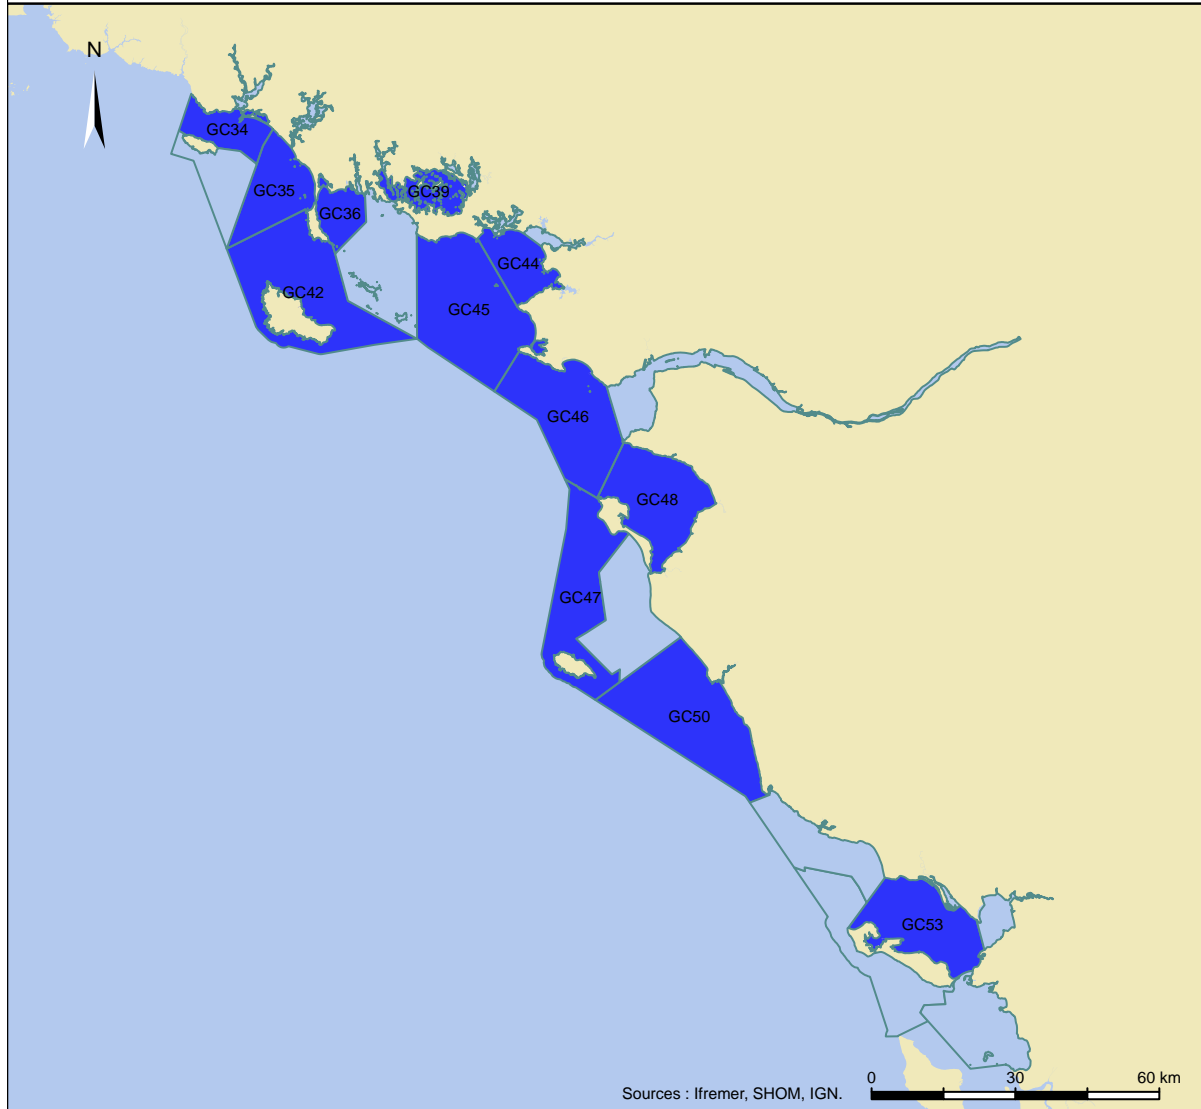 N
GC34
GC35
GC36
GC39
GC44
GC42
GC45
GC46
GC48
GC47
GC50
GC53
0 30 60 km
Sources : Ifremer, SHOM, IGN.